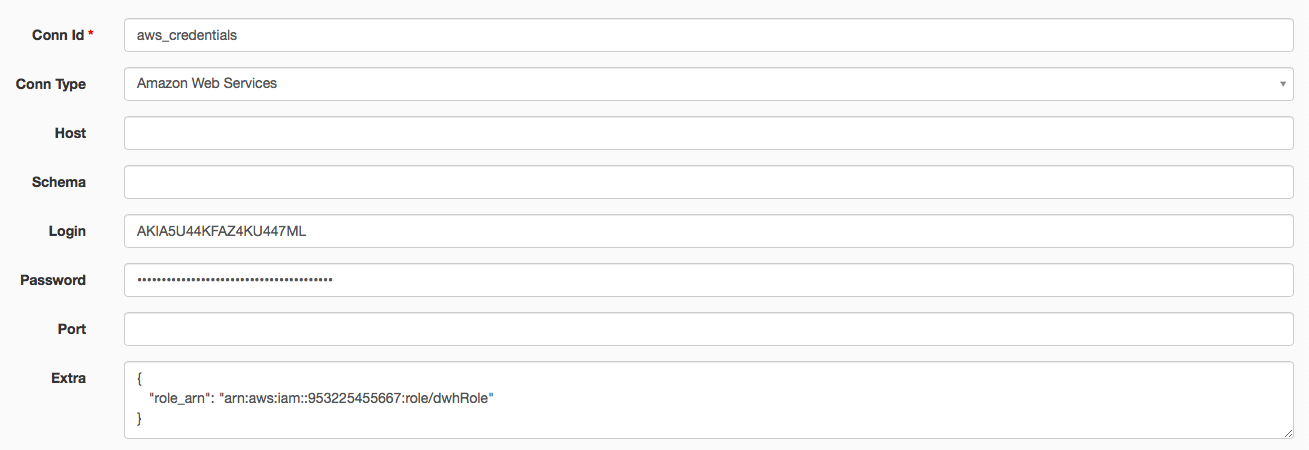 Conn Id * aws_credentials
Conn Type Amazon Web Services
Host
Schema
Login AKIA5U44KFAZ4KU447ML
Password ••••••••••••••••••••••••••••••••••••••••
Port
Extra {
"role_arn": "arn:aws:iam::953225455667:role/dwhRole"
}